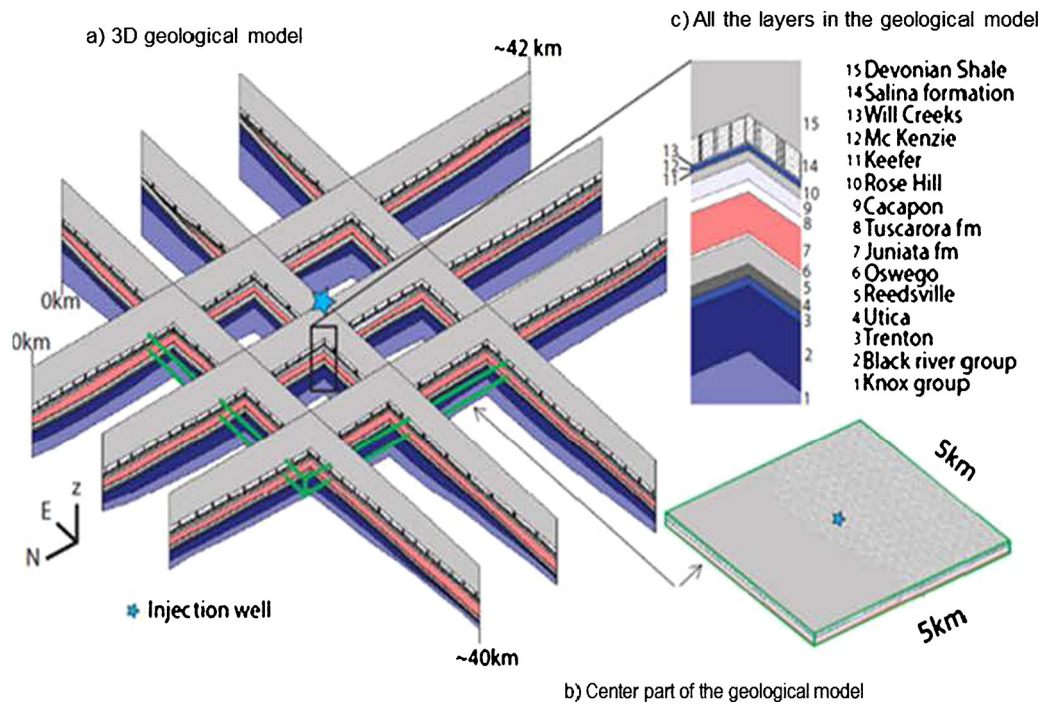 a) 3D geological model
~42 km
0km
0km
z
E
N
Injection well
~40km
c) All the layers in the geological model
15
14
13
12
11
10
9
8
7
6
5
4
3
2
1
15 Devonian Shale
14 Salina formation
13 Will Creeks
12 Mc Kenzie
11 Keefer
10 Rose Hill
9 Cacapon
8 Tuscarora fm
7 Juniata fm
6 Oswego
5 Reedsville
4 Utica
3 Trenton
2 Black river group
1 Knox group
5km
5km
b) Center part of the geological model